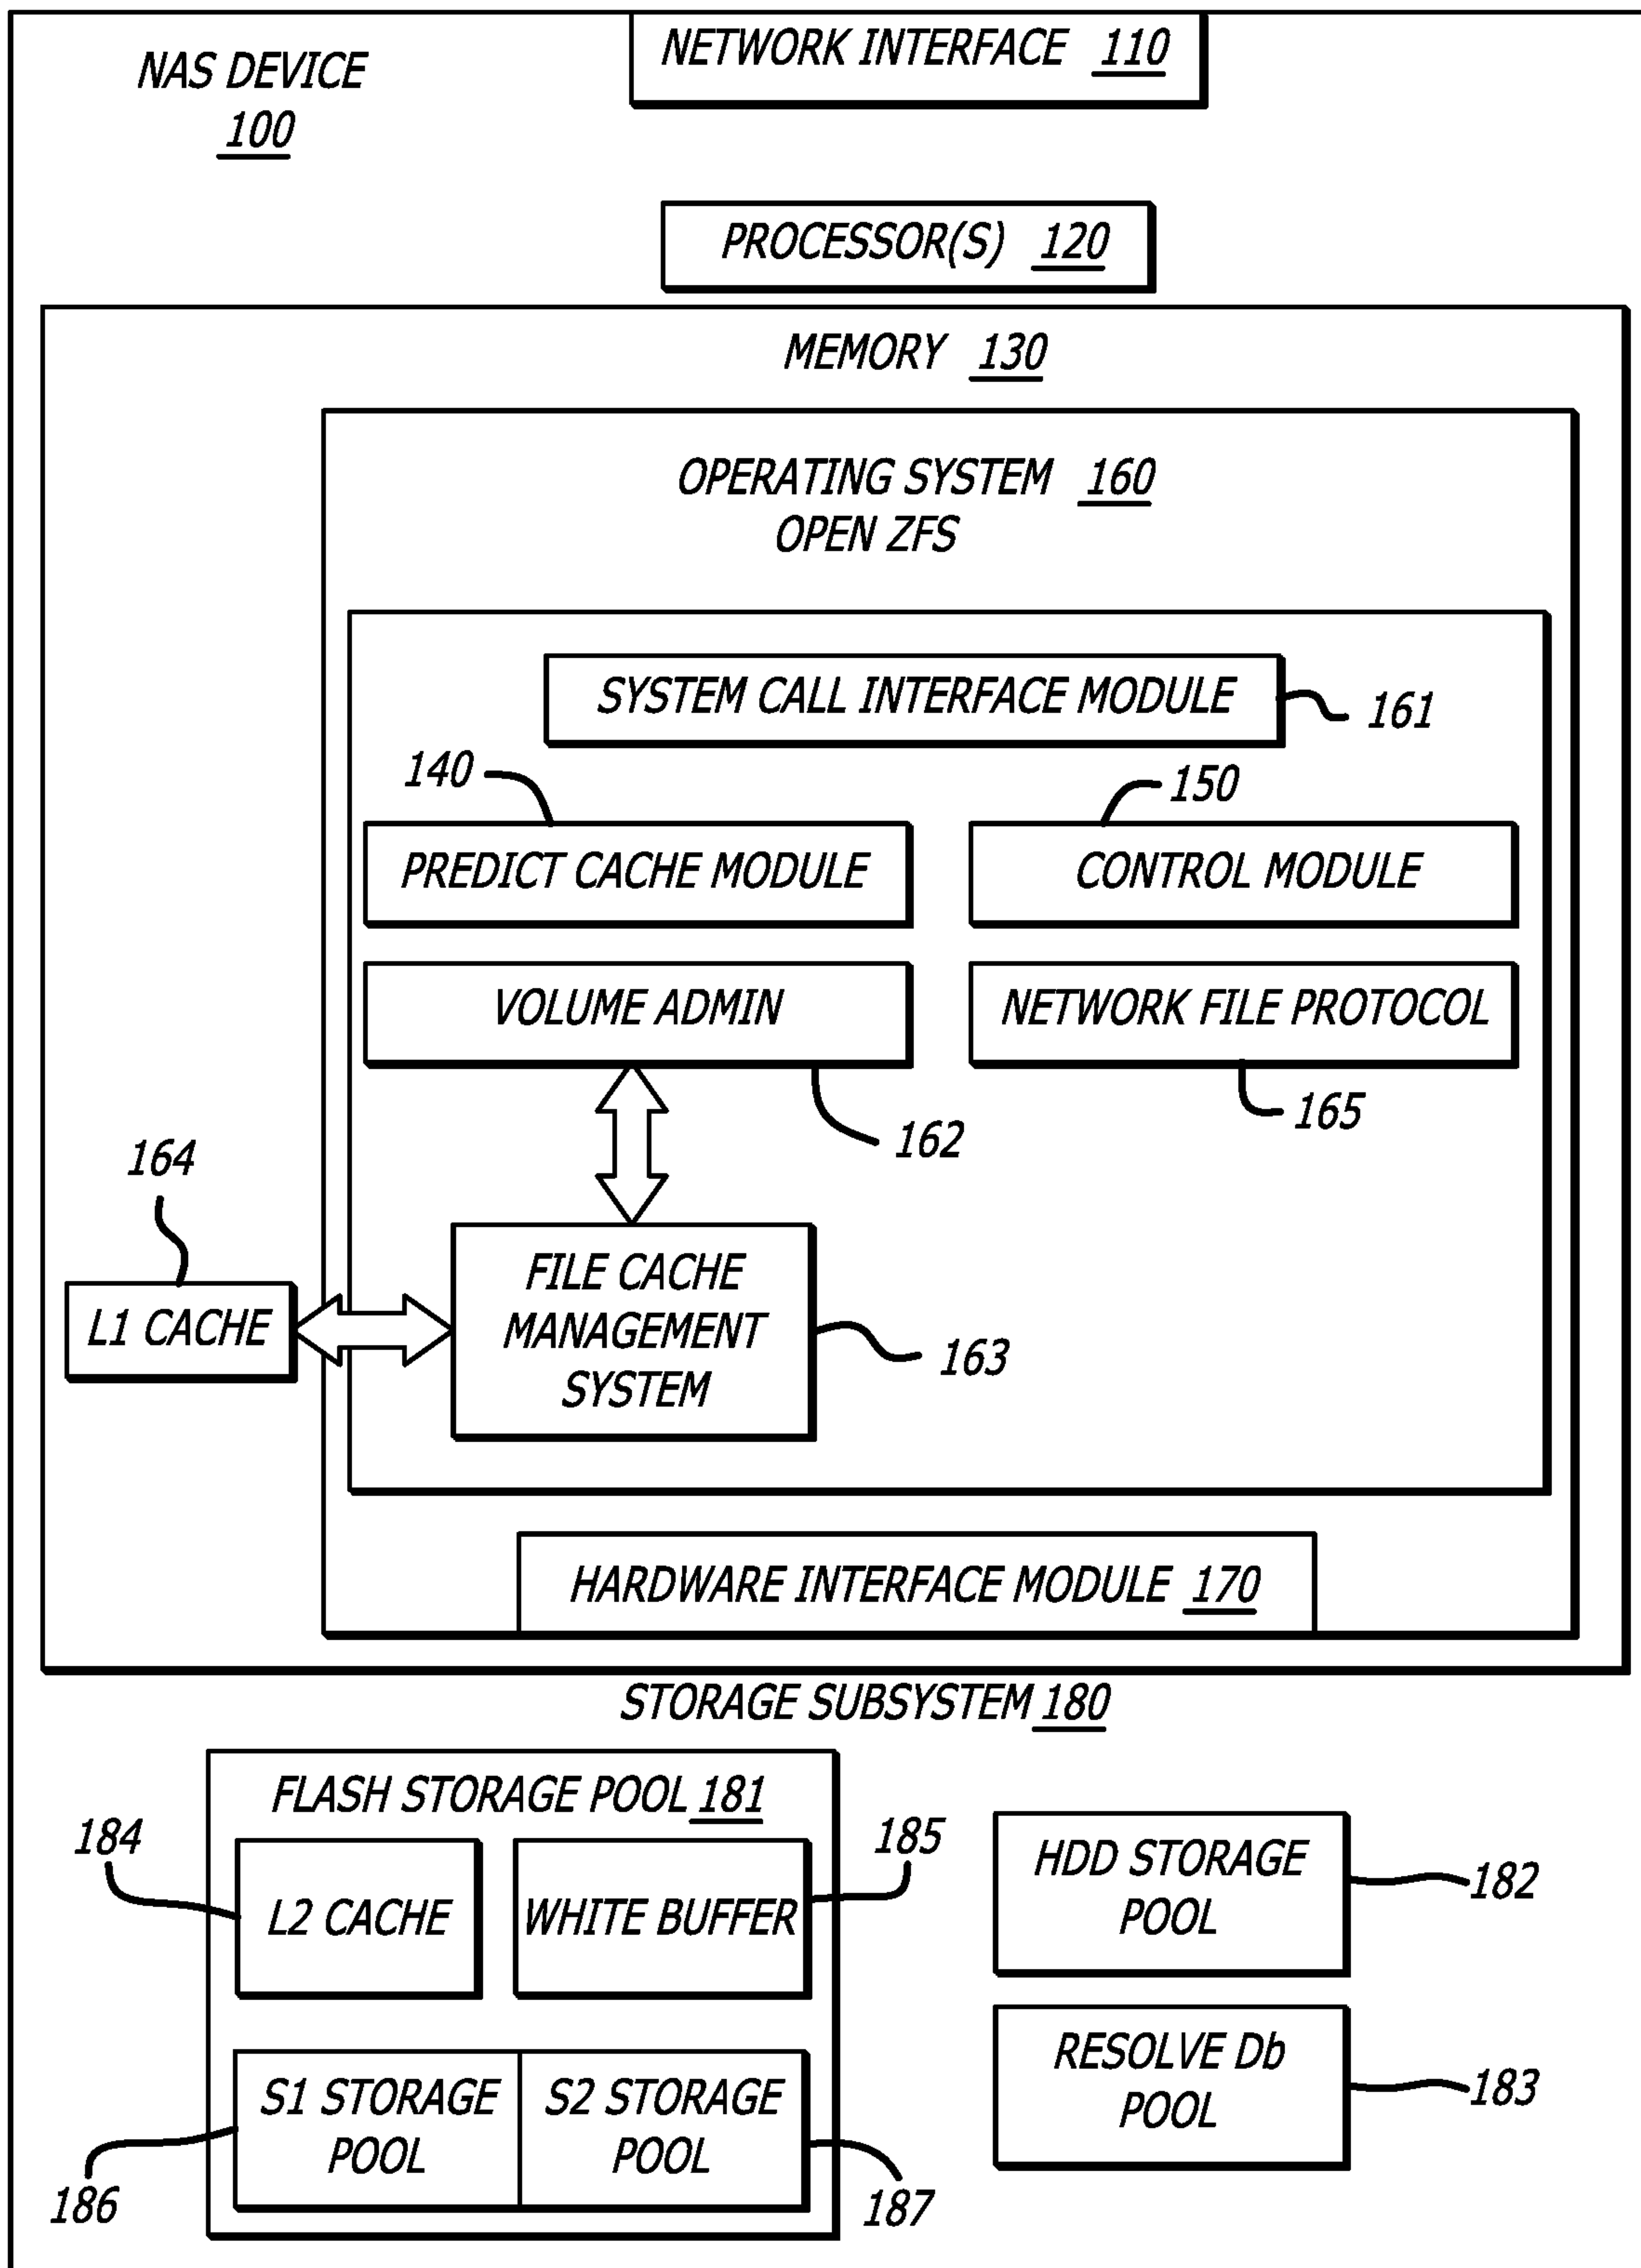 NETWORK INTERFACE 110
NAS DEVICE
100
PROCESSOR(S) 120
MEMORY 130
OPERATING SYSTEM 160
OPEN ZFS
SYSTEM CALL INTERFACE MODULE
161
140
150
PREDICT CACHE MODULE
CONTROL MODULE
VOLUME ADMIN
NETWORK FILE PROTOCOL
162
165
164
L1 CACHE
FILE CACHE
MANAGEMENT
SYSTEM
163
HARDWARE INTERFACE MODULE 170
STORAGE SUBSYSTEM 180
FLASH STORAGE POOL 181
184
185
L2 CACHE
WHITE BUFFER
HDD STORAGE
POOL
182
S1 STORAGE
POOL
S2 STORAGE
POOL
186
187
RESOLVE Db
POOL
183